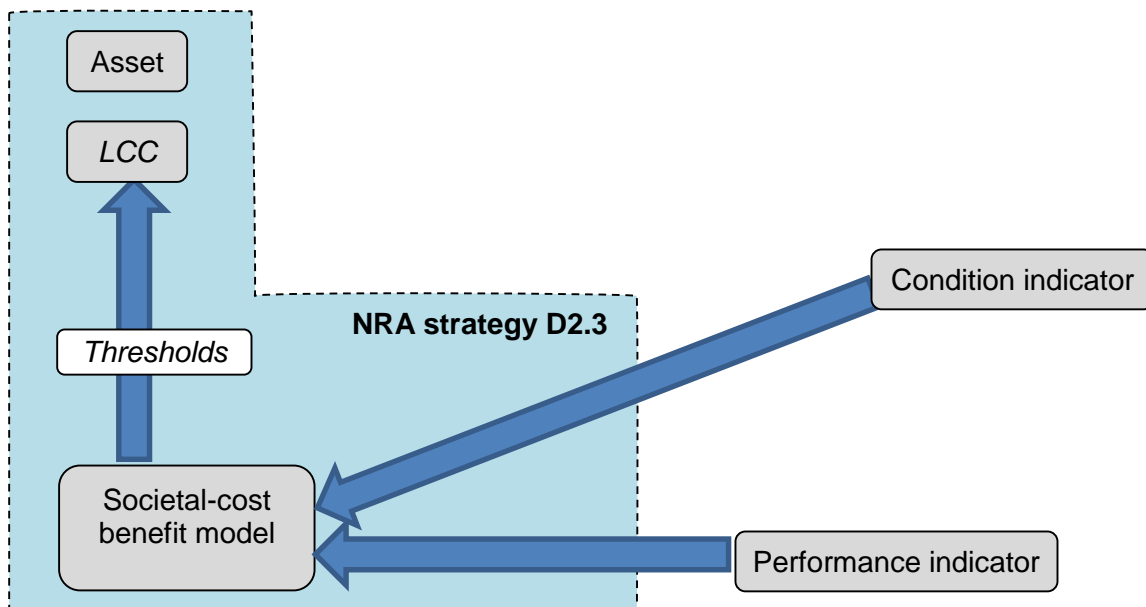 Asset
LCC
Condition indicator
NRA strategy D2.3
Thresholds
Societal-cost
benefit model
Performance indicator